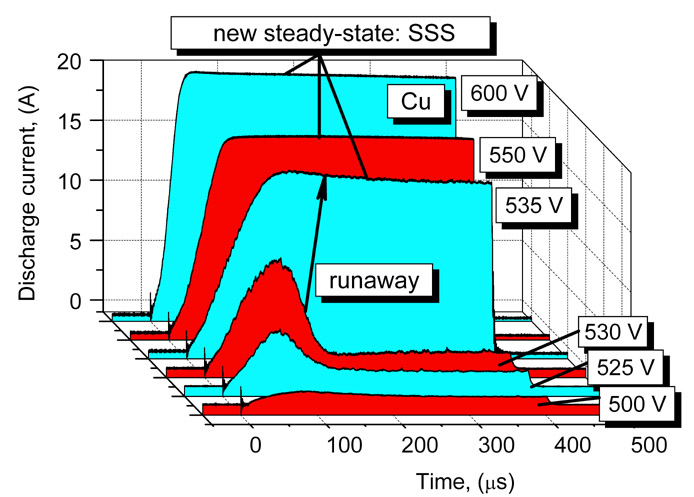 new steady-state: SSS
20
15
10
5
0
Discharge current, (A)
Cu
600 V
550 V
535 V
runaway
530 V
525 V
500 V
0 100 200 300 400 500
Time, (μs)